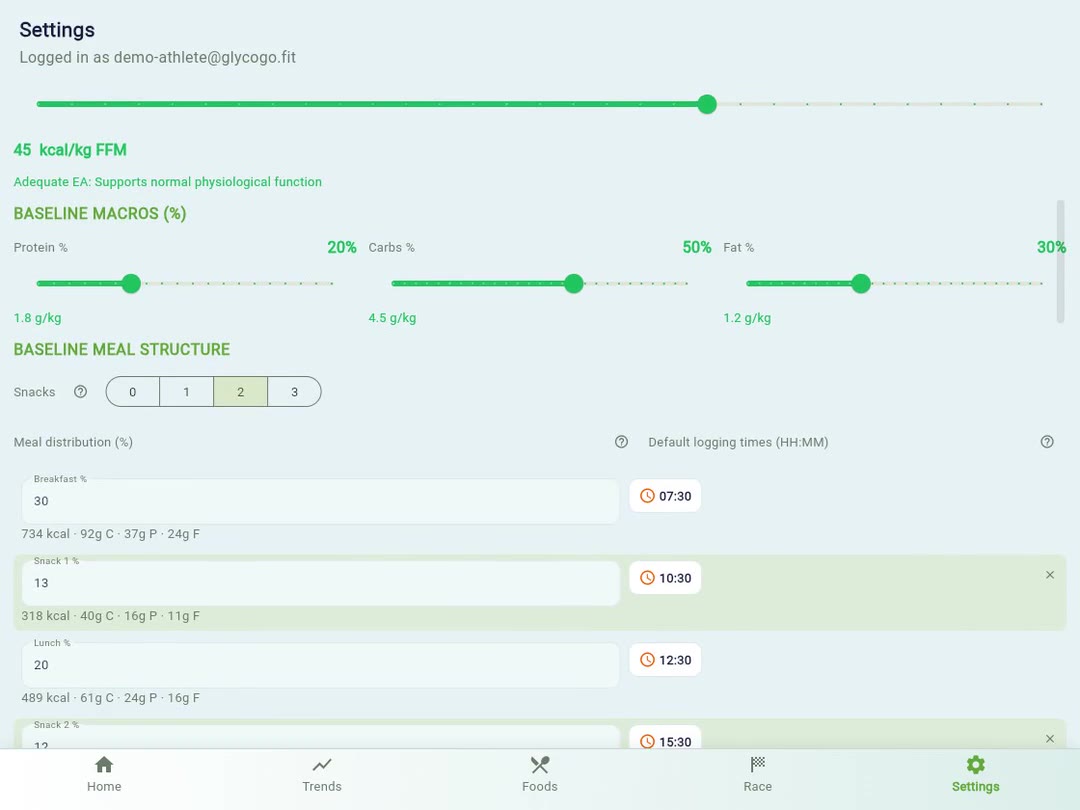 Settings
Logged in as demo-athlete@glycogo.fit
45 kcal/kg FFM
Adequate EA: Supports normal physiological function
BASELINE MACROS (%)
Protein % 20% Carbs % 50% Fat % 30%
1.8 g/kg 4.5 g/kg 1.2 g/kg
BASELINE MEAL STRUCTURE
Snacks ? 0 1 2 3
Meal distribution (%) ? Default logging times (HH:MM) ?
Breakfast %
30 07:30
734 kcal · 92g C · 37g P · 24g F
Snack 1 %
13 10:30 ×
318 kcal · 40g C · 16g P · 11g F
Lunch %
20 12:30
489 kcal · 61g C · 24g P · 16g F
Snack 2 %
12 15:30 ×
Home Trends Foods Race Settings